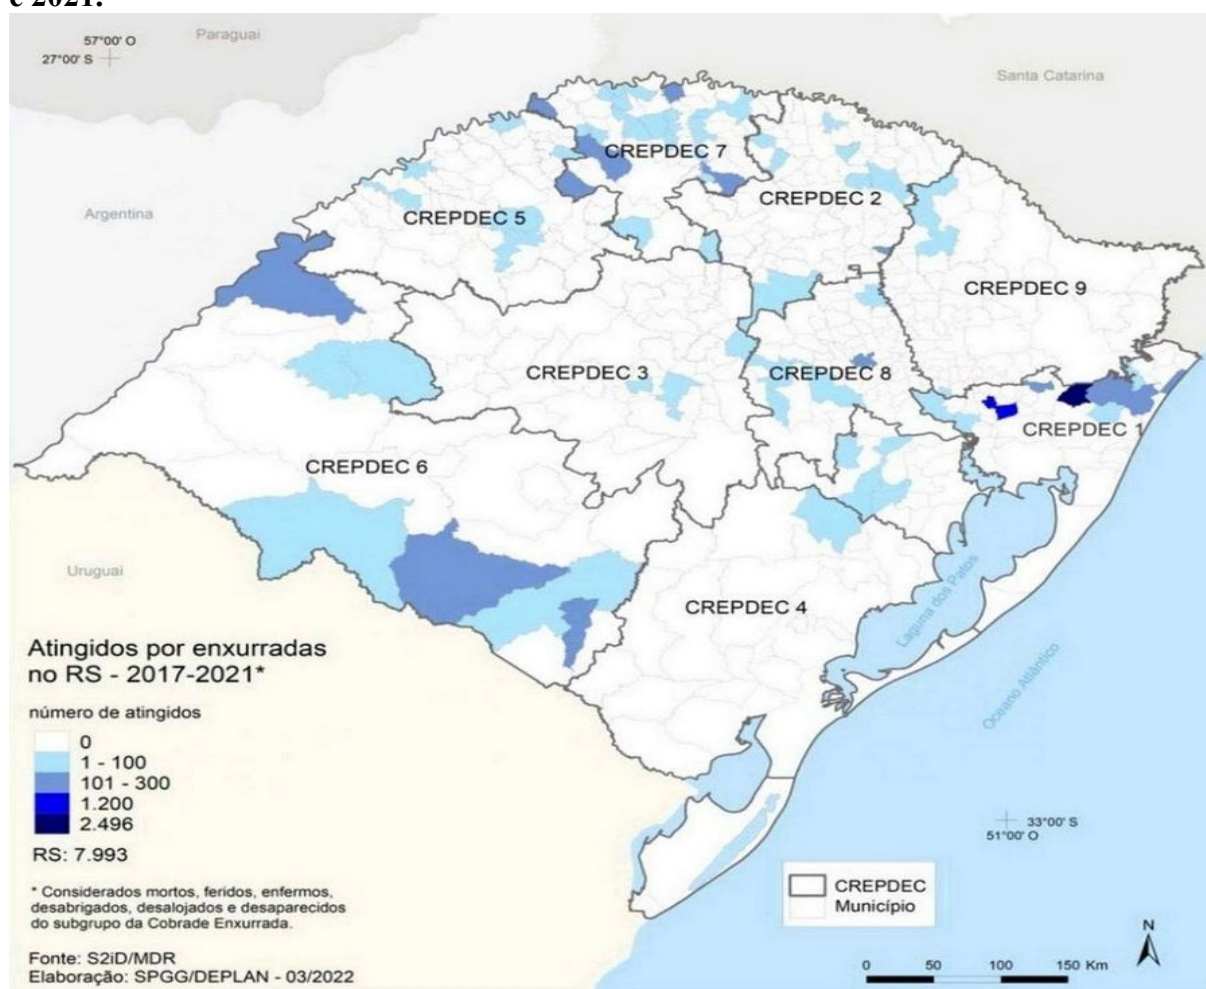 e 2021.
57°00' O
27°00' S
Paraguai
Santa Catarina
Argentina
CREPDEC 7
CREPDEC 2
CREPDEC 5
CREPDEC 9
CREPDEC 3
CREPDEC 8
CREPDEC 1
CREPDEC 6
Uruguai
CREPDEC 4
Laguna dos Patos
Oceano Atlântico
Atingidos por enxurradas
no RS - 2017-2021*
número de atingidos
0
1 - 100
101 - 300
1.200
2.496
RS: 7.993
* Considerados mortos, feridos, enfermos,
desabrigados, desalojados e desaparecidos
do subgrupo da Cobrade Enxurrada.
Fonte: S2iD/MDR
Elaboração: SPGG/DEPLAN - 03/2022
33°00' S
51°00' O
CREPDEC
Município
N
0 50 100 150 Km